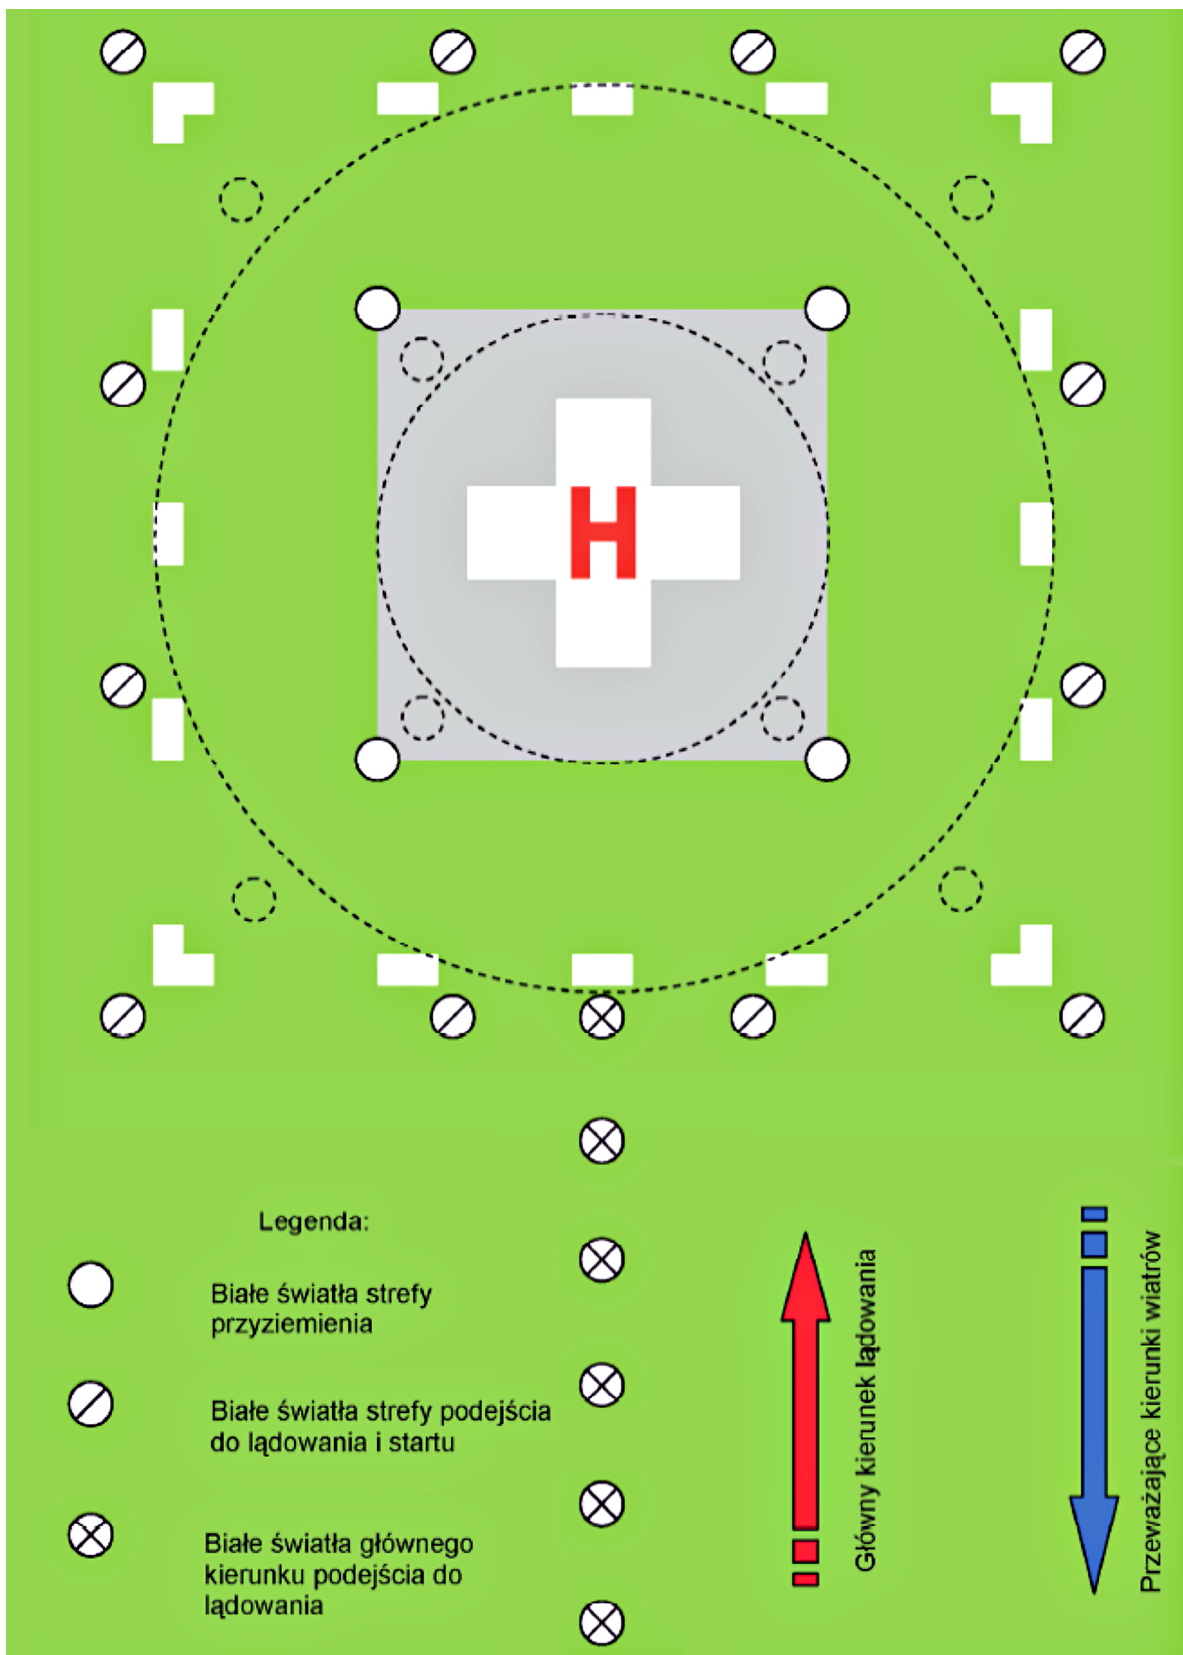 H
Legenda:
Białe światła strefy
przyziemienia
Białe światła strefy podejścia
do lądowania i startu
Białe światła głównego
kierunku podejścia do
lądowania
Główny kierunek lądowania
Przeważające kierunki wiatrów